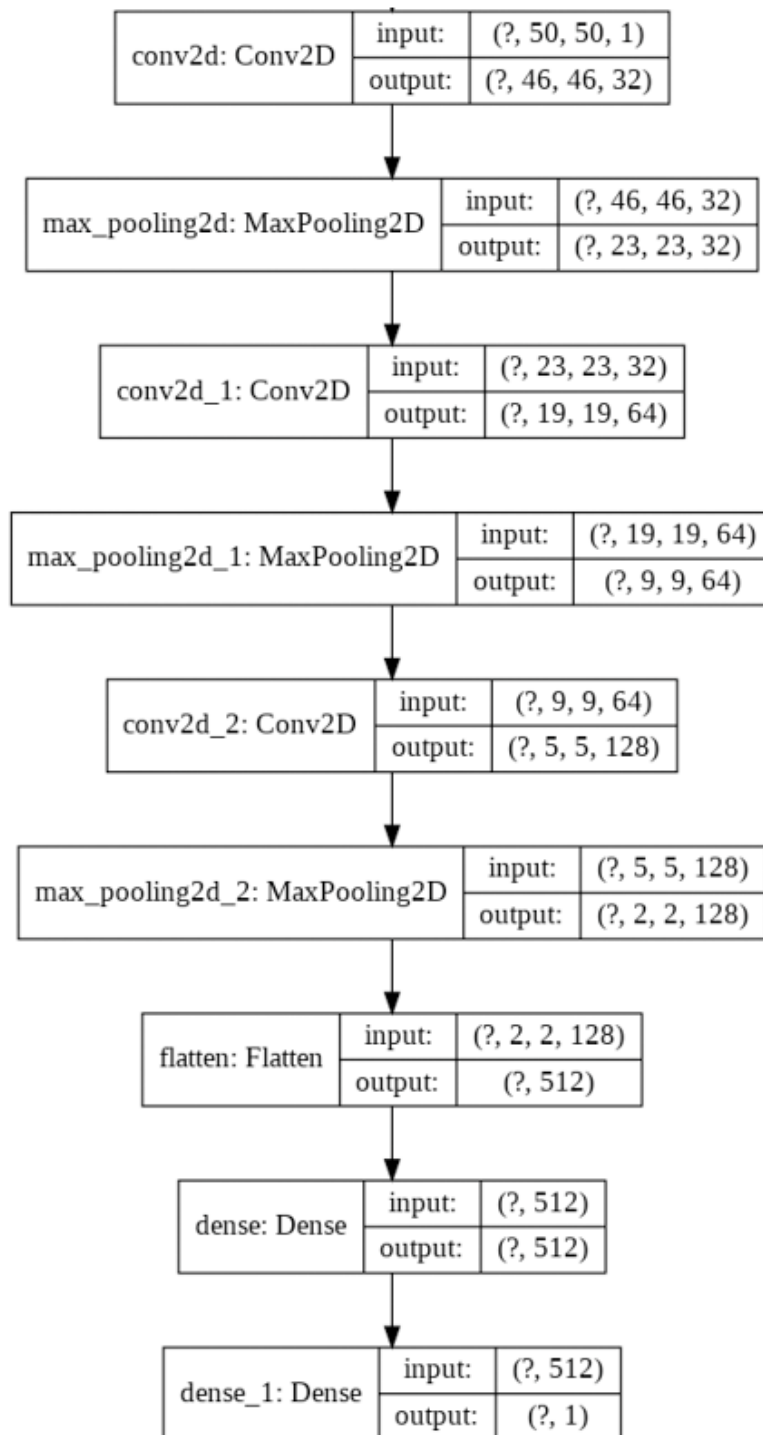 conv2d: Conv2D
input: (?, 50, 50, 1)
output: (?, 46, 46, 32)
max_pooling2d: MaxPooling2D
input: (?, 46, 46, 32)
output: (?, 23, 23, 32)
conv2d_1: Conv2D
input: (?, 23, 23, 32)
output: (?, 19, 19, 64)
max_pooling2d_1: MaxPooling2D
input: (?, 19, 19, 64)
output: (?, 9, 9, 64)
conv2d_2: Conv2D
input: (?, 9, 9, 64)
output: (?, 5, 5, 128)
max_pooling2d_2: MaxPooling2D
input: (?, 5, 5, 128)
output: (?, 2, 2, 128)
flatten: Flatten
input: (?, 2, 2, 128)
output: (?, 512)
dense: Dense
input: (?, 512)
output: (?, 512)
dense_1: Dense
input: (?, 512)
output: (?, 1)